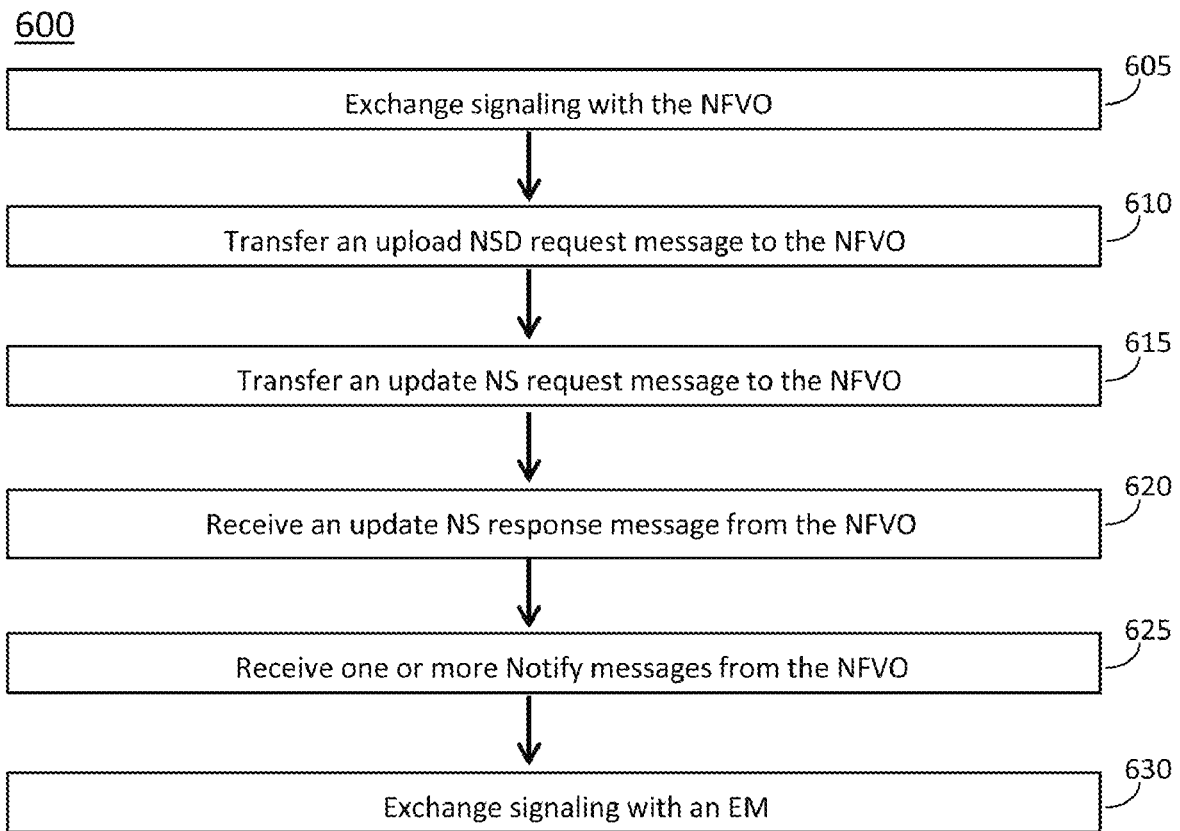 600
605
Exchange signaling with the NFVO
610
Transfer an upload NSD request message to the NFVO
615
Transfer an update NS request message to the NFVO
620
Receive an update NS response message from the NFVO
625
Receive one or more Notify messages from the NFVO
630
Exchange signaling with an EM